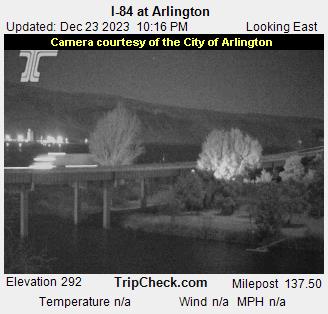 I-84 at Arlington
Updated: Dec 23 2023 10:16 PM Looking East
Camera courtesy of the City of Arlington
Elevation 292 TripCheck.com Milepost 137.50
Temperature n/a Wind n/a MPH n/a